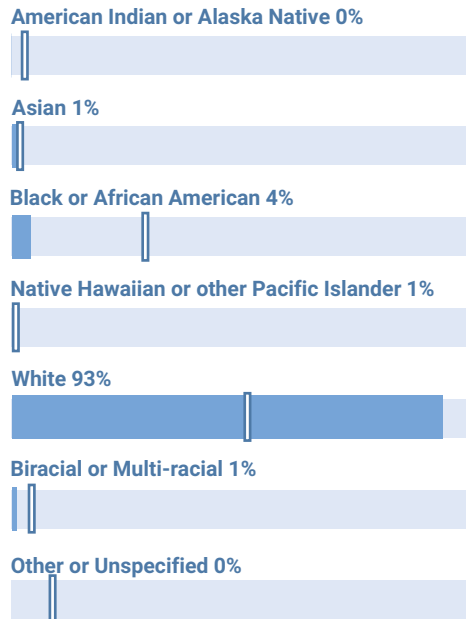 American Indian or Alaska Native 0%
Asian 1%
Black or African American 4%
Native Hawaiian or other Pacific Islander 1%
White 93%
Biracial or Multi-racial 1%
Other or Unspecified 0%